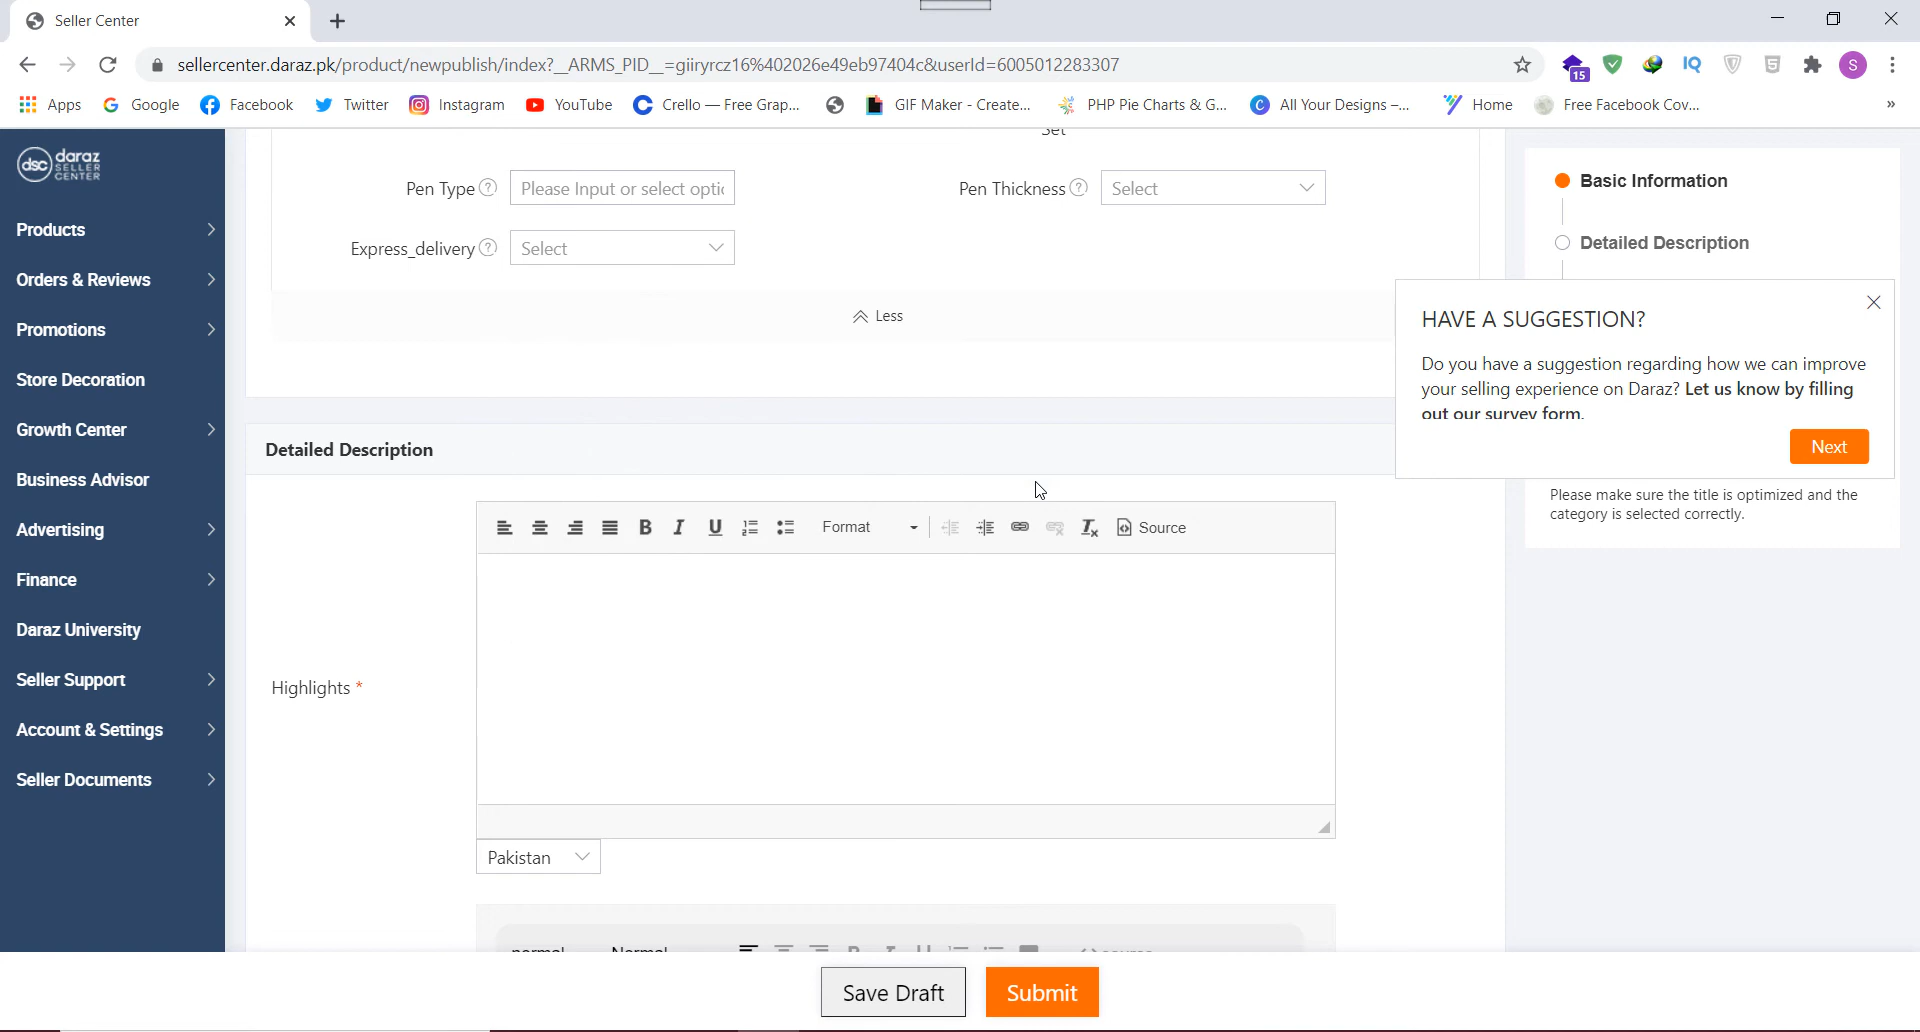 Seller Center
sellercenter.daraz.pk/product/newpublish/index?__ARMS_PID__=giiryrcz16%402026e49eb97404c&userId=6005012283307
15
IQ
S
Apps
Google
Facebook
Twitter
Instagram
YouTube
Crello — Free Grap...
GIF Maker - Create...
PHP Pie Charts & G...
All Your Designs –...
Home
Free Facebook Cov...
»
dsc daraz
SELLER
CENTER
Products
Orders & Reviews
Promotions
Store Decoration
Growth Center
Business Advisor
Advertising
Finance
Daraz University
Seller Support
Account & Settings
Seller Documents
Set
Pen Type ? Please Input or select optic
Pen Thickness ? Select
Express_delivery ? Select
Less
Detailed Description
Format
Source
Highlights *
Pakistan
normal
Normal
source
Basic Information
Detailed Description
HAVE A SUGGESTION?
Do you have a suggestion regarding how we can improve
your selling experience on Daraz? Let us know by filling
out our survey form.
Next
Please make sure the title is optimized and the
category is selected correctly.
Save Draft
Submit